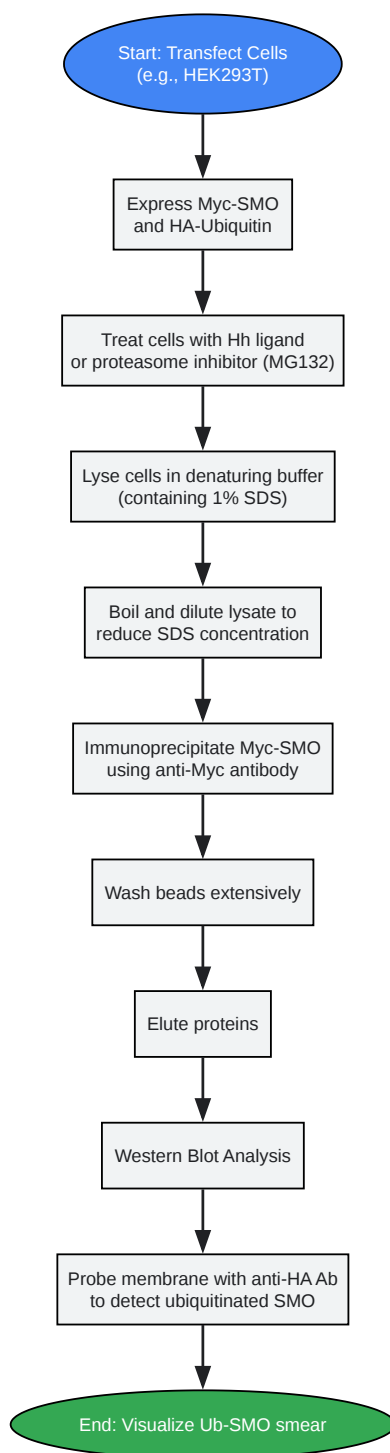 Start: Transfect Cells
(e.g., HEK293T)
Express Myc-SMO
and HA-Ubiquitin
Treat cells with Hh ligand
or proteasome inhibitor (MG132)
Lyse cells in denaturing buffer
(containing 1% SDS)
Boil and dilute lysate to
reduce SDS concentration
Immunoprecipitate Myc-SMO
using anti-Myc antibody
Wash beads extensively
Elute proteins
Western Blot Analysis
Probe membrane with anti-HA Ab
to detect ubiquitinated SMO
End: Visualize Ub-SMO smear